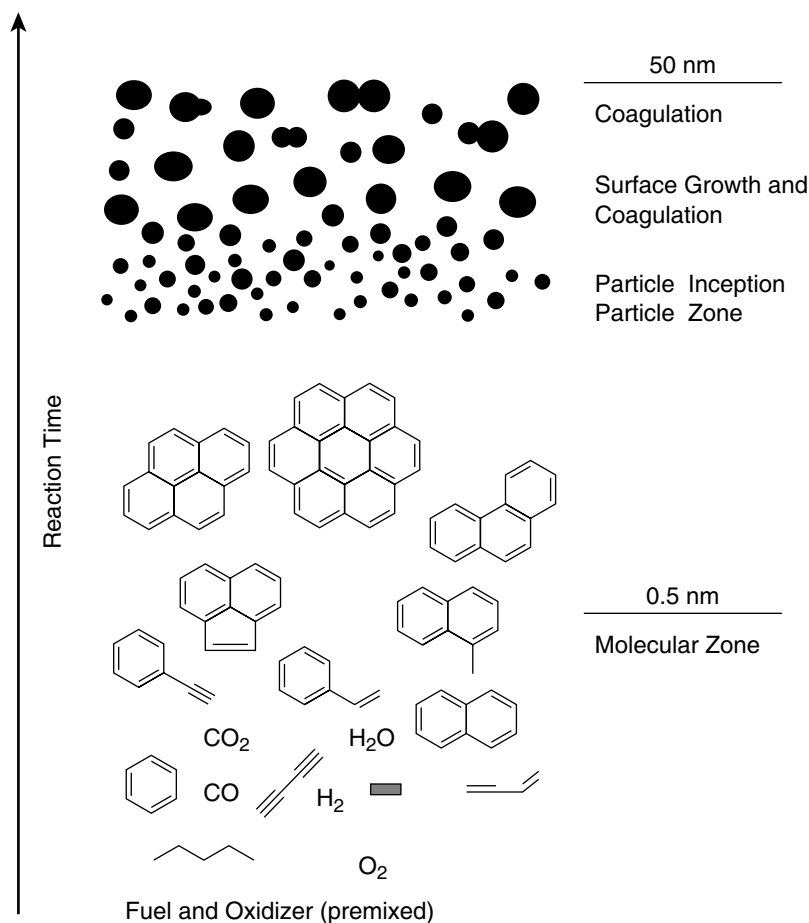 50 nm
Coagulation
Surface Growth and
Coagulation
Particle Inception
Particle Zone
Reaction Time
0.5 nm
Molecular Zone
CO₂
H₂O
CO
H₂
O₂
Fuel and Oxidizer (premixed)